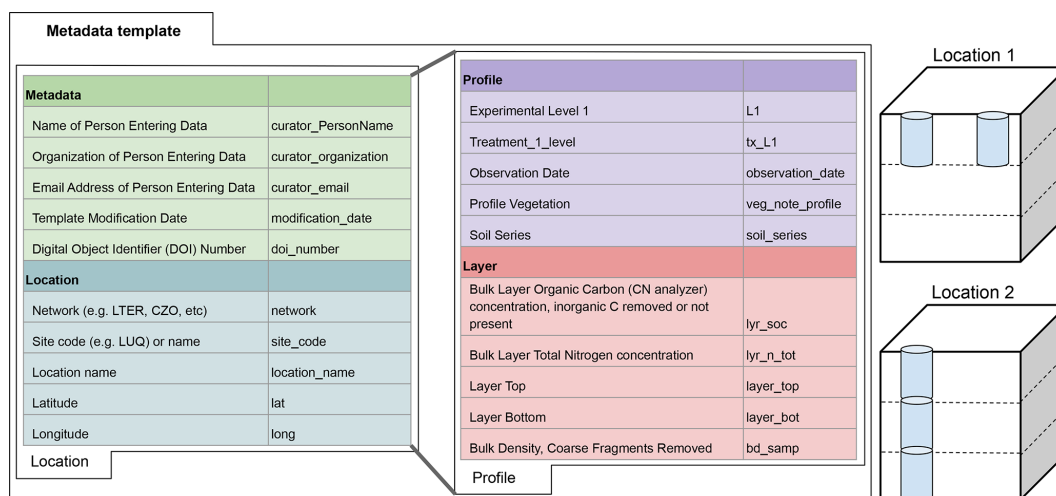 Metadata template
Metadata
Name of Person Entering Data curator_PersonName
Organization of Person Entering Data curator_organization
Email Address of Person Entering Data curator_email
Template Modification Date modification_date
Digital Object Identifier (DOI) Number doi_number
Location
Network (e.g. LTER, CZO, etc) network
Site code (e.g. LUQ) or name site_code
Location name location_name
Latitude lat
Longitude long
Location
Profile
Experimental Level 1 L1
Treatment_1_level tx_L1
Observation Date observation_date
Profile Vegetation veg_note_profile
Soil Series soil_series
Layer
Bulk Layer Organic Carbon (CN analyzer)
concentration, inorganic C removed or not
present lyr_soc
Bulk Layer Total Nitrogen concentration lyr_n_tot
Layer Top layer_top
Layer Bottom layer_bot
Bulk Density, Coarse Fragments Removed bd_samp
Profile
Location 1
Location 2